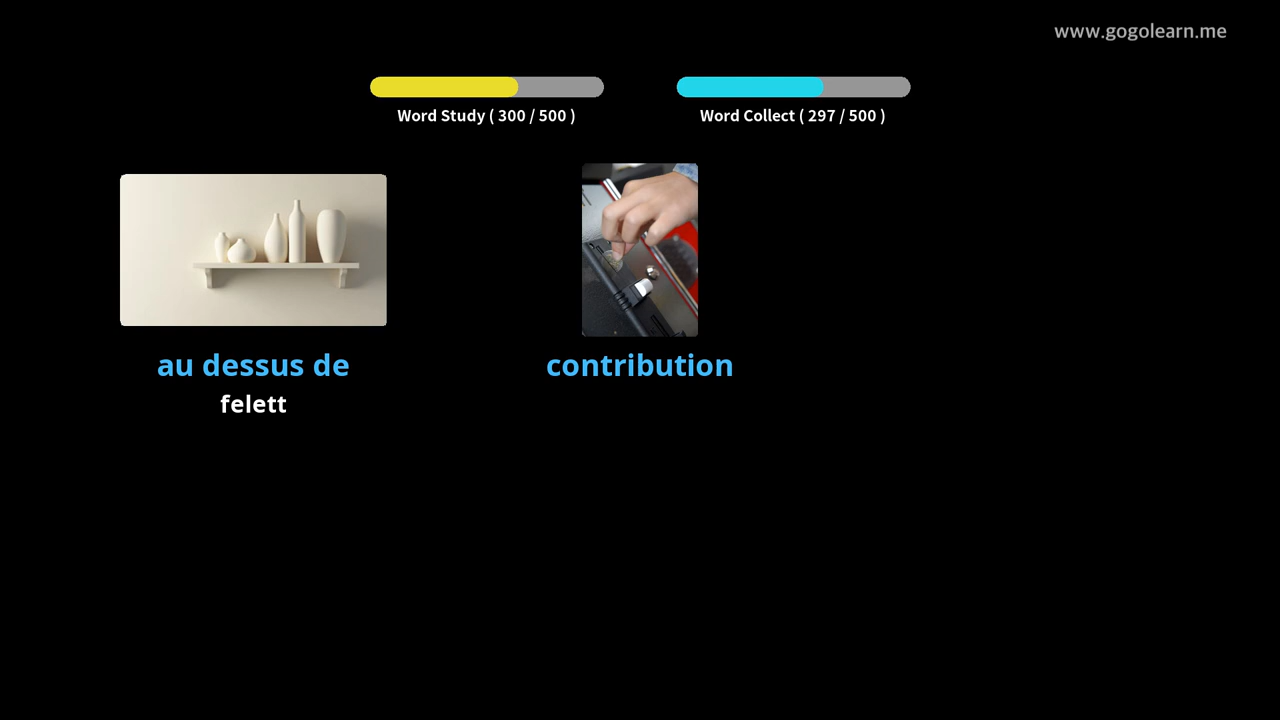 www.gogolearn.me
Word Study ( 300 / 500 )
Word Collect ( 297 / 500 )
au dessus de
contribution
felett